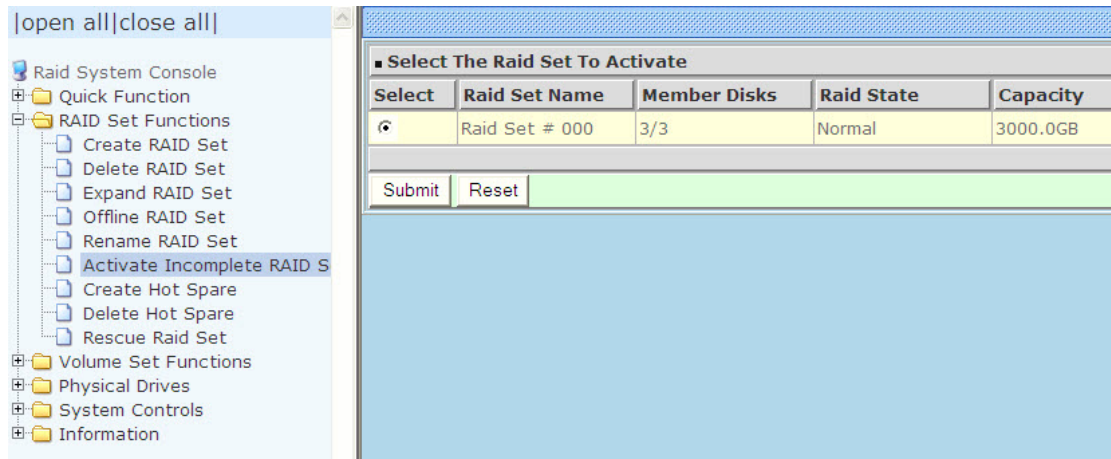 |open all|close all|
Raid System Console
Quick Function
RAID Set Functions
Create RAID Set
Delete RAID Set
Expand RAID Set
Offline RAID Set
Rename RAID Set
Activate Incomplete RAID S
Create Hot Spare
Delete Hot Spare
Rescue Raid Set
Volume Set Functions
Physical Drives
System Controls
Information
Select The Raid Set To Activate
Select Raid Set Name Member Disks Raid State Capacity
Raid Set # 000 3/3 Normal 3000.0GB
Submit Reset